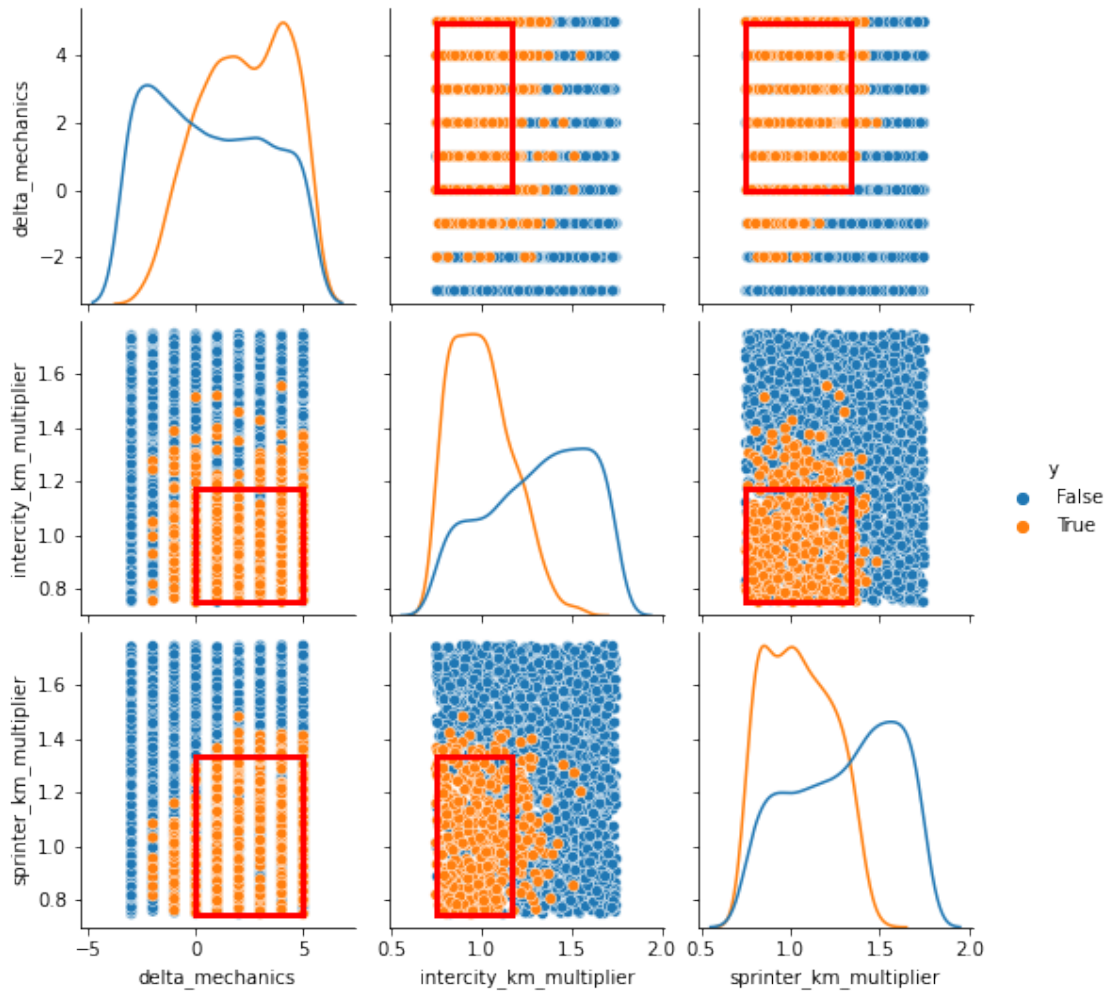 delta_mechanics
4
2
0
−2
intercity_km_multiplier
1.6
1.4
1.2
1.0
0.8
y
False
True
sprinter_km_multiplier
1.6
1.4
1.2
1.0
0.8
−5 0 5 0.5 1.0 1.5 2.0 0.5 1.0 1.5 2.0
delta_mechanics intercity_km_multiplier sprinter_km_multiplier